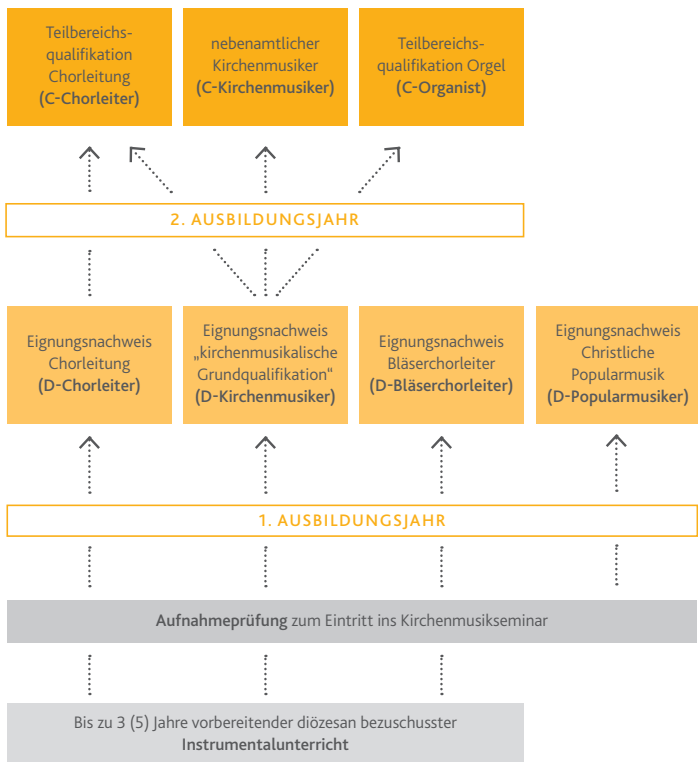 Teilbereichs-
qualifikation
Chorleitung
(C-Chorleiter)
nebenamtlicher
Kirchenmusiker
(C-Kirchenmusiker)
Teilbereichs-
qualifikation Orgel
(C-Organist)
2. AUSBILDUNGSJAHR
Eignungsnachweis
Chorleitung
(D-Chorleiter)
Eignungsnachweis
„kirchenmusikalische
Grundqualifikation“
(D-Kirchenmusiker)
Eignungsnachweis
Bläserchorleiter
(D-Bläserchorleiter)
Eignungsnachweis
Christliche
Popularmusik
(D-Popularmusiker)
1. AUSBILDUNGSJAHR
Aufnahmeprüfung zum Eintritt ins Kirchenmusikseminar
Bis zu 3 (5) Jahre vorbereitender diözesan bezuschusster
Instrumentalunterricht